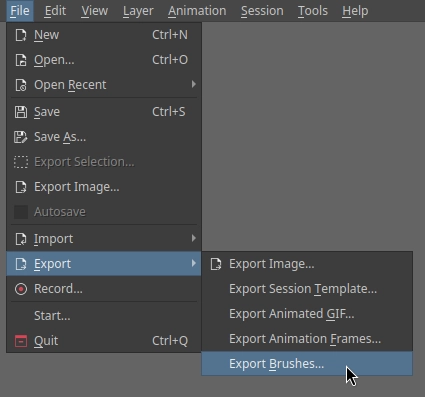 File Edit View Layer Animation Session Tools Help
New Ctrl+N
Open... Ctrl+O
Open Recent
Save Ctrl+S
Save As...
Export Selection...
Export Image...
Autosave
Import
Export
Record...
Start...
Quit Ctrl+Q
Export Image...
Export Session Template...
Export Animated GIF...
Export Animation Frames...
Export Brushes...